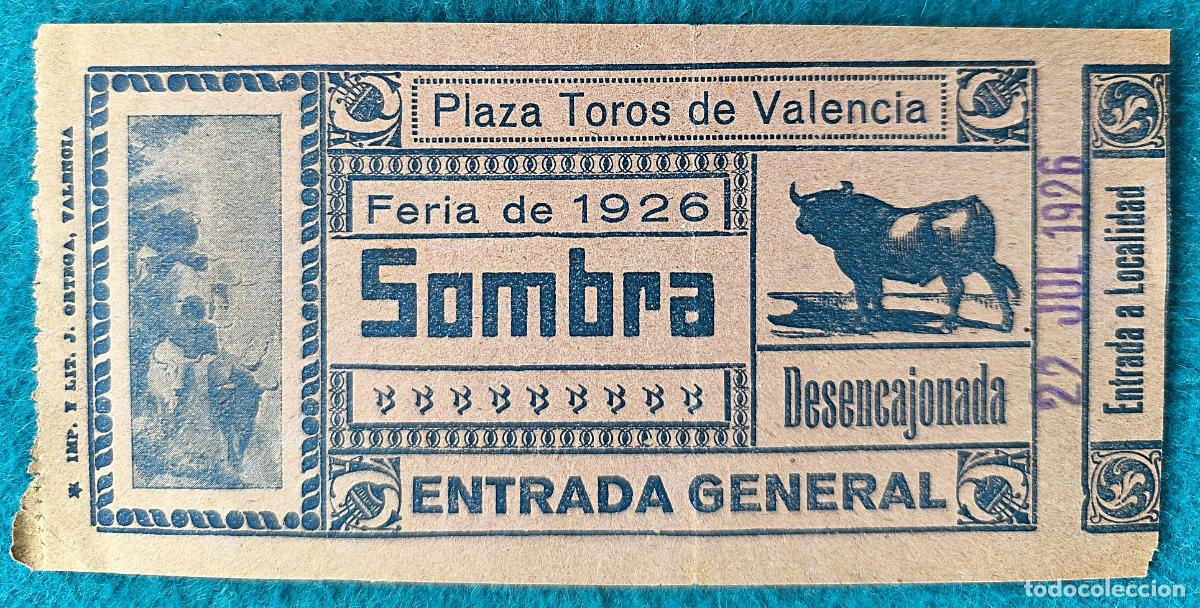 Plaza Toros de Valencia
Feria de 1926
Sombra
Desencajonada
ENTRADA GENERAL
22 JUL 1926
Entrada a Localidad
★ IMP. Y LIT. J. ORTEGA, VALENCIA
todocoleccion